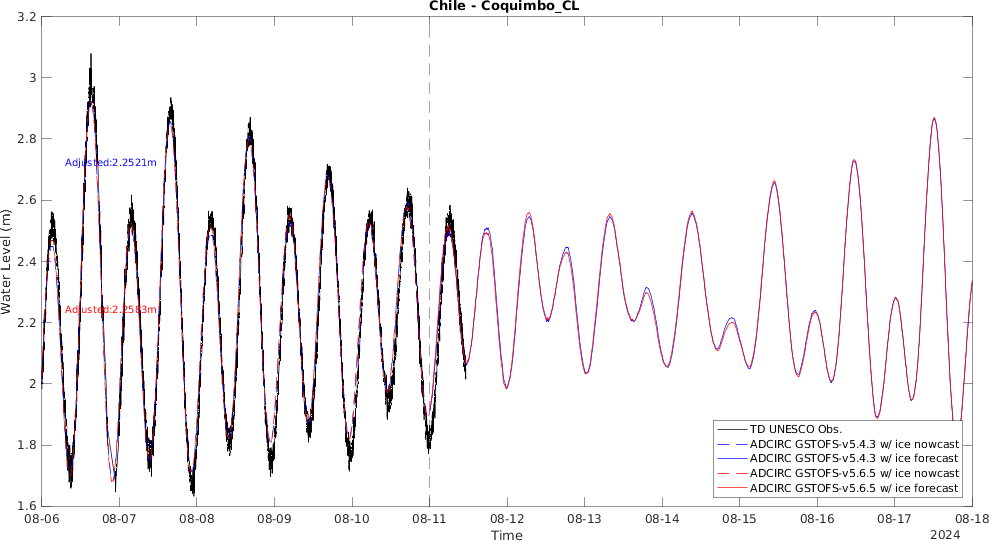 Chile - Coquimbo_CL
3.2
3
2.8
2.6
2.4
2.2
2
1.8
1.6
Water Level (m)
Adjusted:2.2521m
Adjusted:2.2583m
TD UNESCO Obs.
ADCIRC GSTOFS-v5.4.3 w/ ice nowcast
ADCIRC GSTOFS-v5.4.3 w/ ice forecast
ADCIRC GSTOFS-v5.6.5 w/ ice nowcast
ADCIRC GSTOFS-v5.6.5 w/ ice forecast
08-06 08-07 08-08 08-09 08-10 08-11 08-12 08-13 08-14 08-15 08-16 08-17 08-18
Time
2024